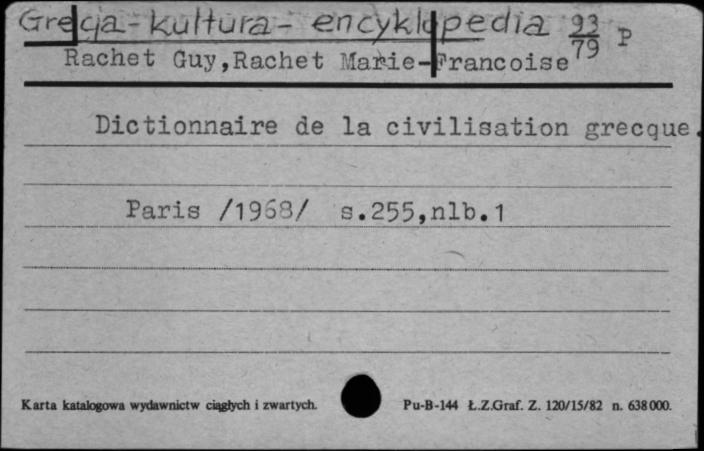 Grecja - kultura - encyklopedia 93/79 P
Rachet Guy,Rachet Marie-Francoise
Dictionnaire de la civilisation grecque.
Paris /1968/ s.255,nlb.1
Karta katalogowa wydawnictw ciągłych i zwartych. Pu-B-144 Ł.Z.Graf. Z. 120/15/82 n. 638000.